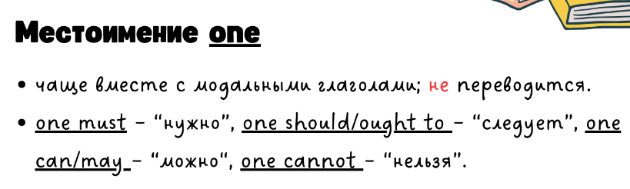 Местоимение one
• чаще вместе с модальными глаголами; не переводится.
• one must – “нужно”, one should/ought to – “следует”, one
can/may – “можно“, one cannot – “нельзя”.